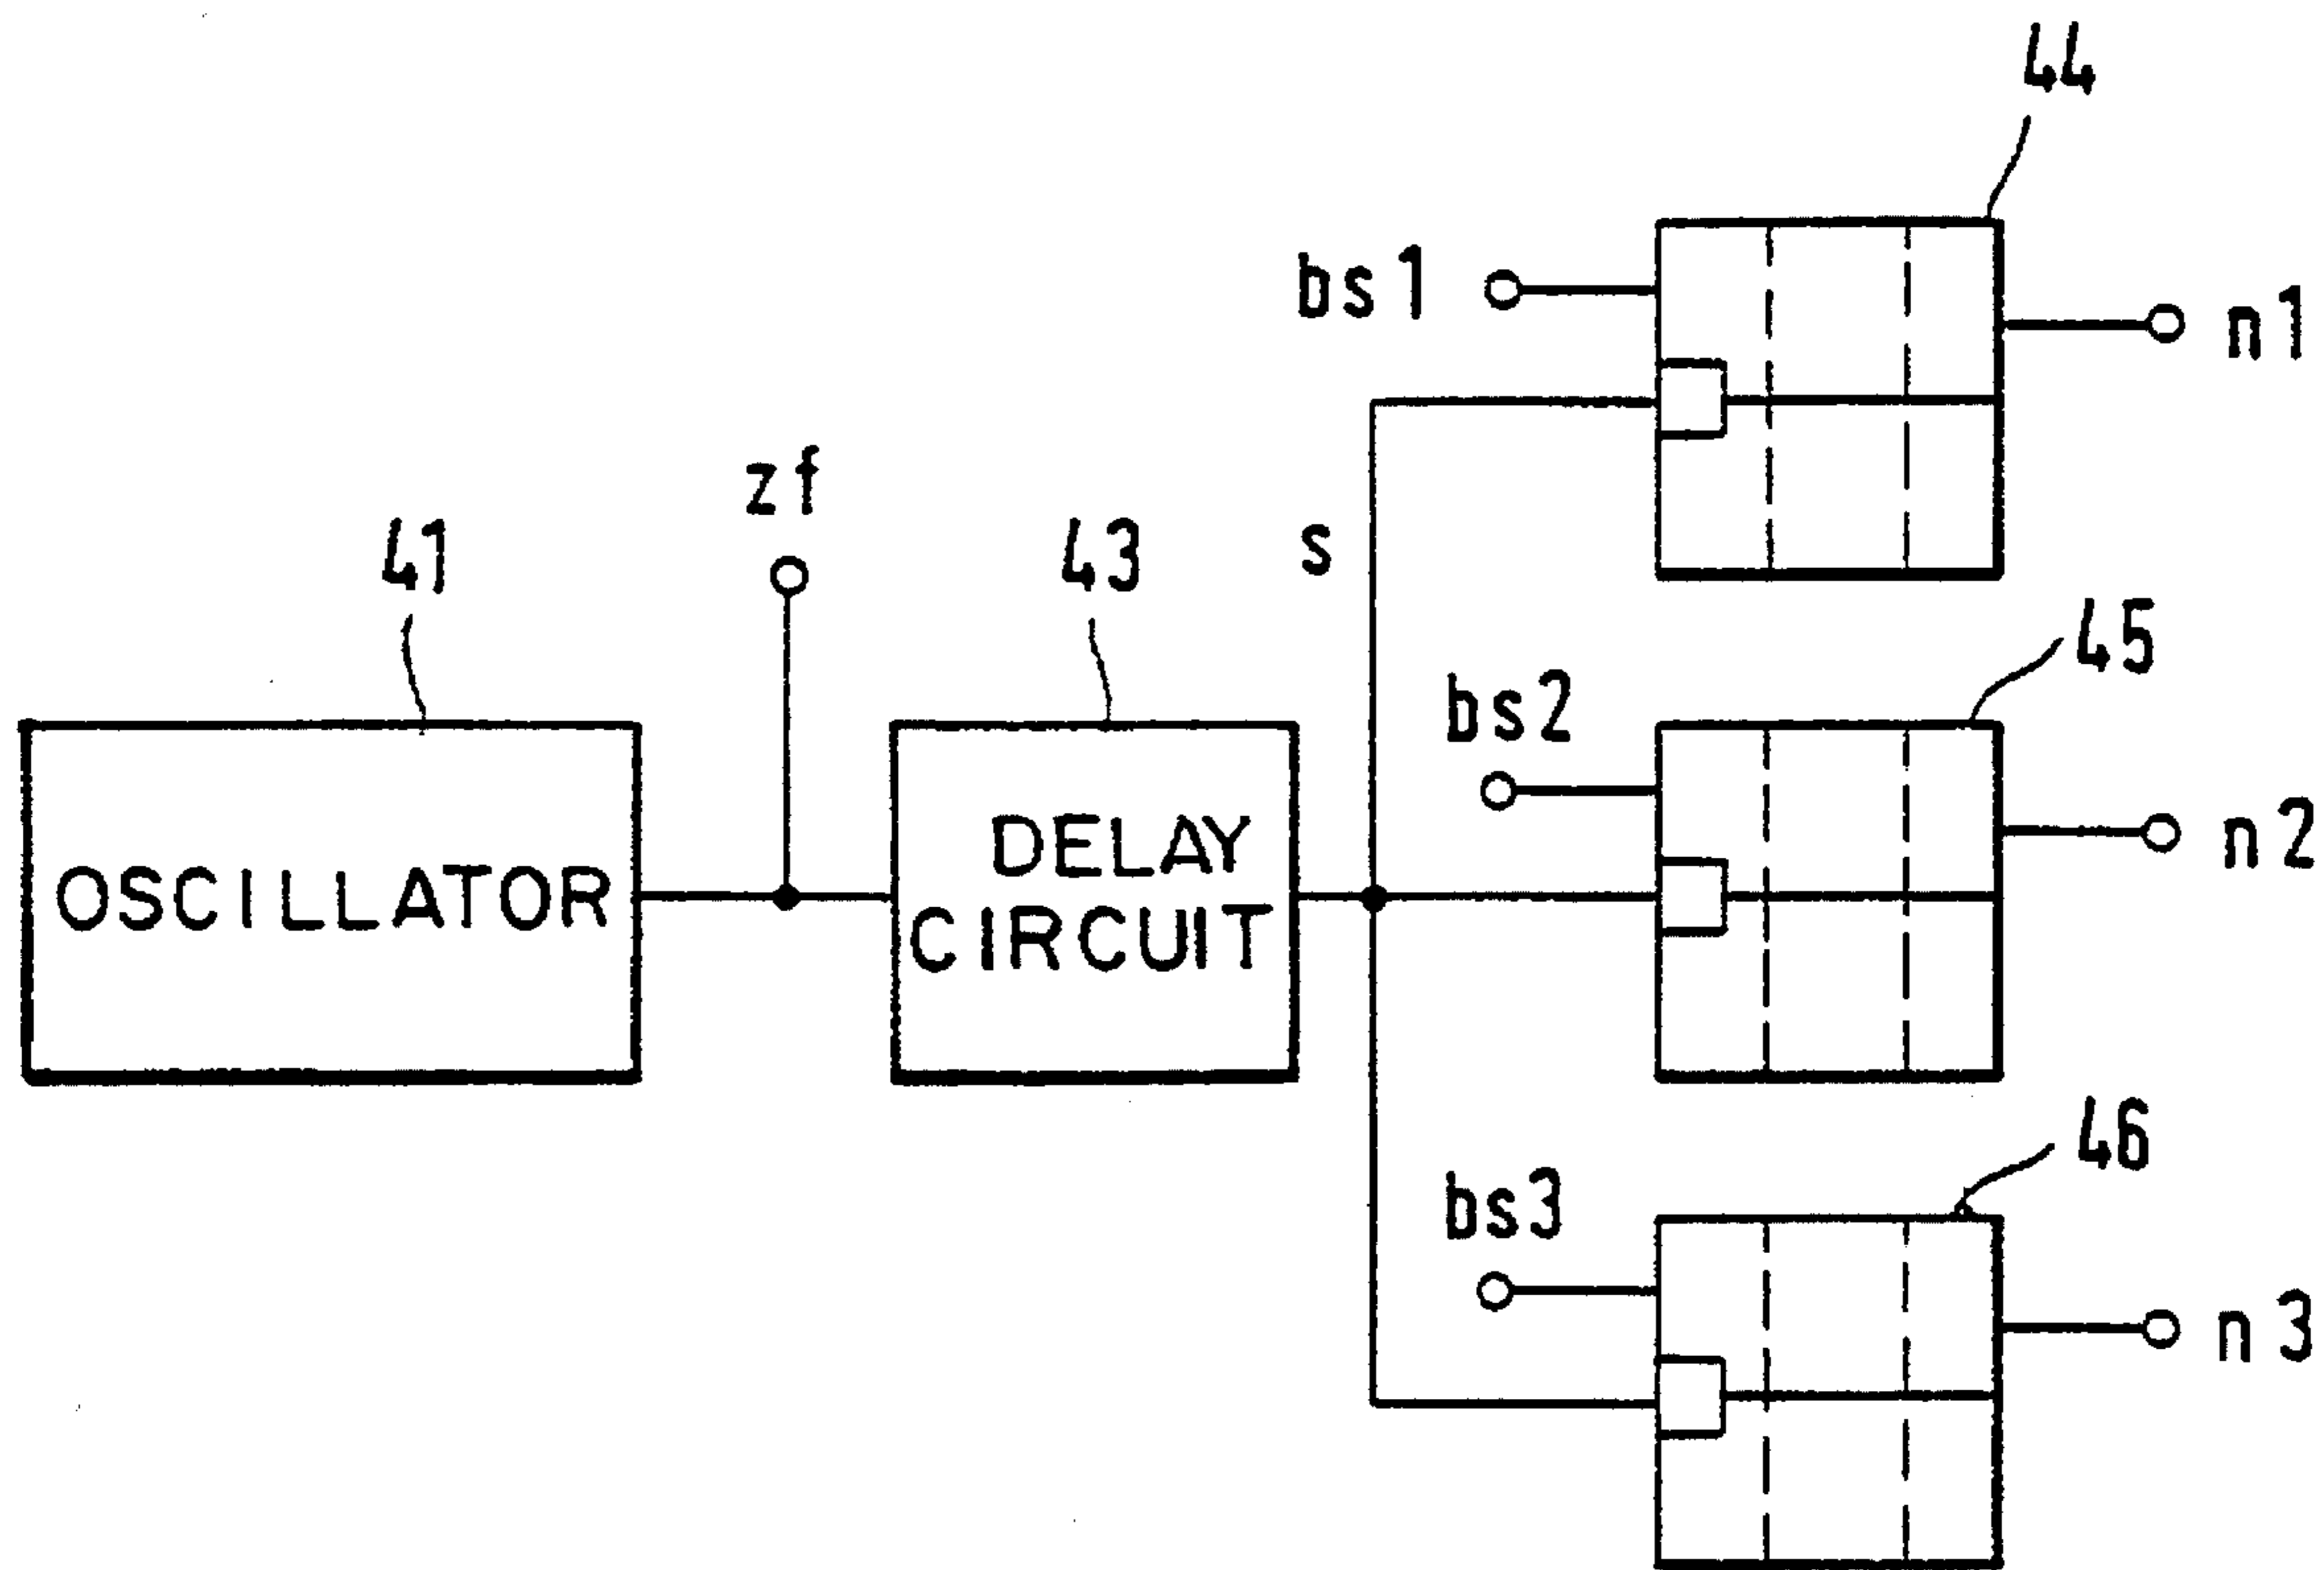 44
bs1
n1
zf
41
43
s
45
bs2
n2
OSCILLATOR
DELAY
CIRCUIT
46
bs3
n3